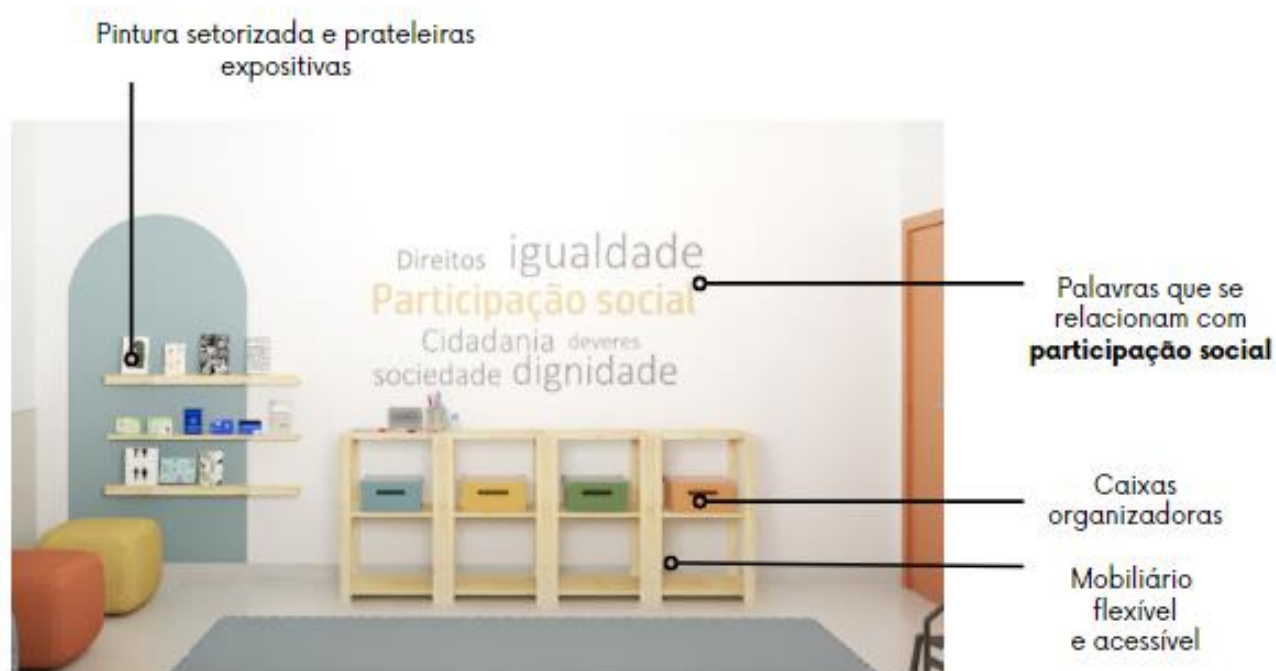 Pintura setorizada e prateleiras
expositivas
Direitos igualdade
Participação social
Cidadania deveres
sociedade dignidade
Palavras que se
relacionam com
participação social
Caixas
organizadoras
Mobiliário
flexível
e acessível